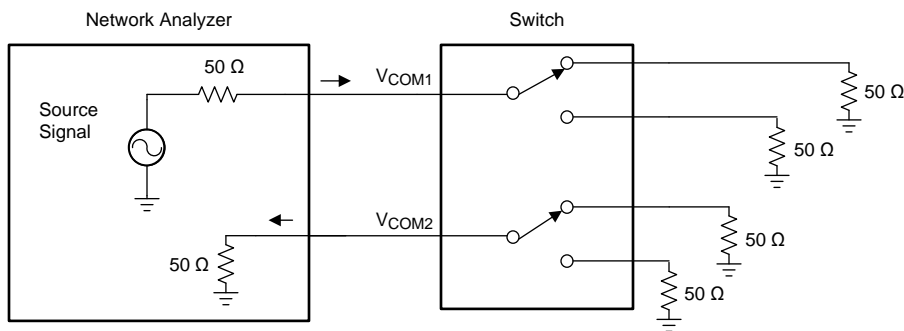 Network Analyzer
Switch
50 Ω
VCOM1
Source
Signal
50 Ω
50 Ω
VCOM2
50 Ω
50 Ω
50 Ω